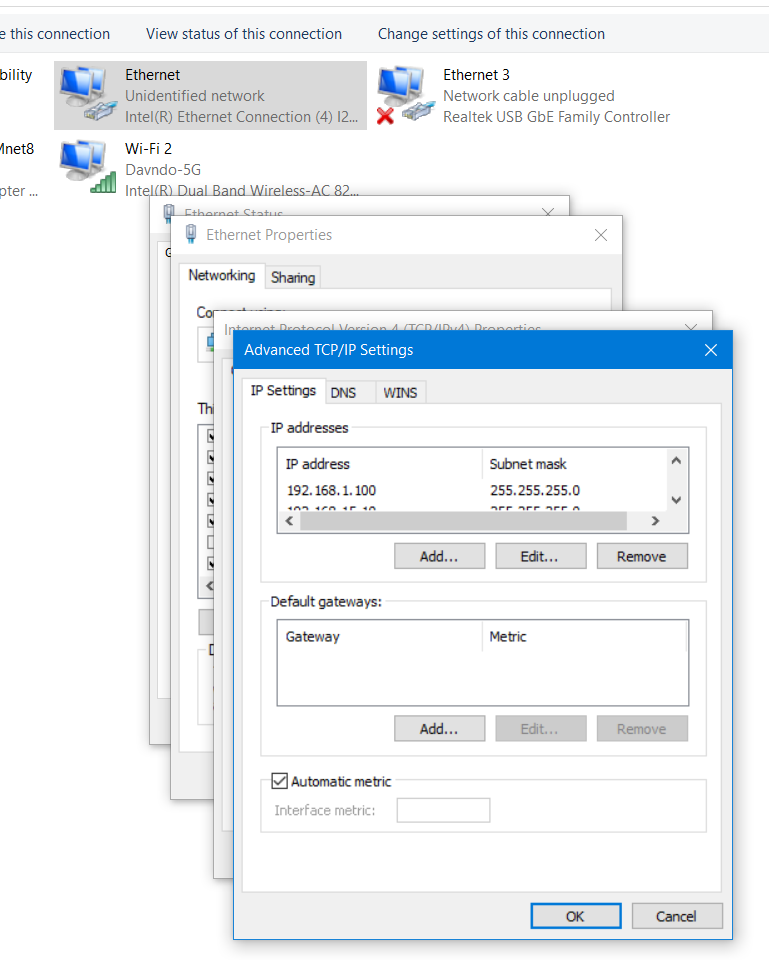 e this connection View status of this connection Change settings of this connection
bility
Ethernet
Unidentified network
Intel(R) Ethernet Connection (4) I2...
Ethernet 3
Network cable unplugged
Realtek USB GbE Family Controller
Mnet8
pter ...
Wi-Fi 2
Davndo-5G
Intel(R) Dual Band Wireless-AC 82...
Ethernet Status
Ethernet Properties
Networking Sharing
Connect using:
Internet Protocol Version 4 (TCP/IPv4) Properties
Thi
Advanced TCP/IP Settings
IP Settings DNS WINS
IP addresses
IP address Subnet mask
192.168.1.100 255.255.255.0
192.168.15.10 255.255.255.0
Add... Edit... Remove
Default gateways:
Gateway Metric
Add... Edit... Remove
Automatic metric
Interface metric:
OK Cancel